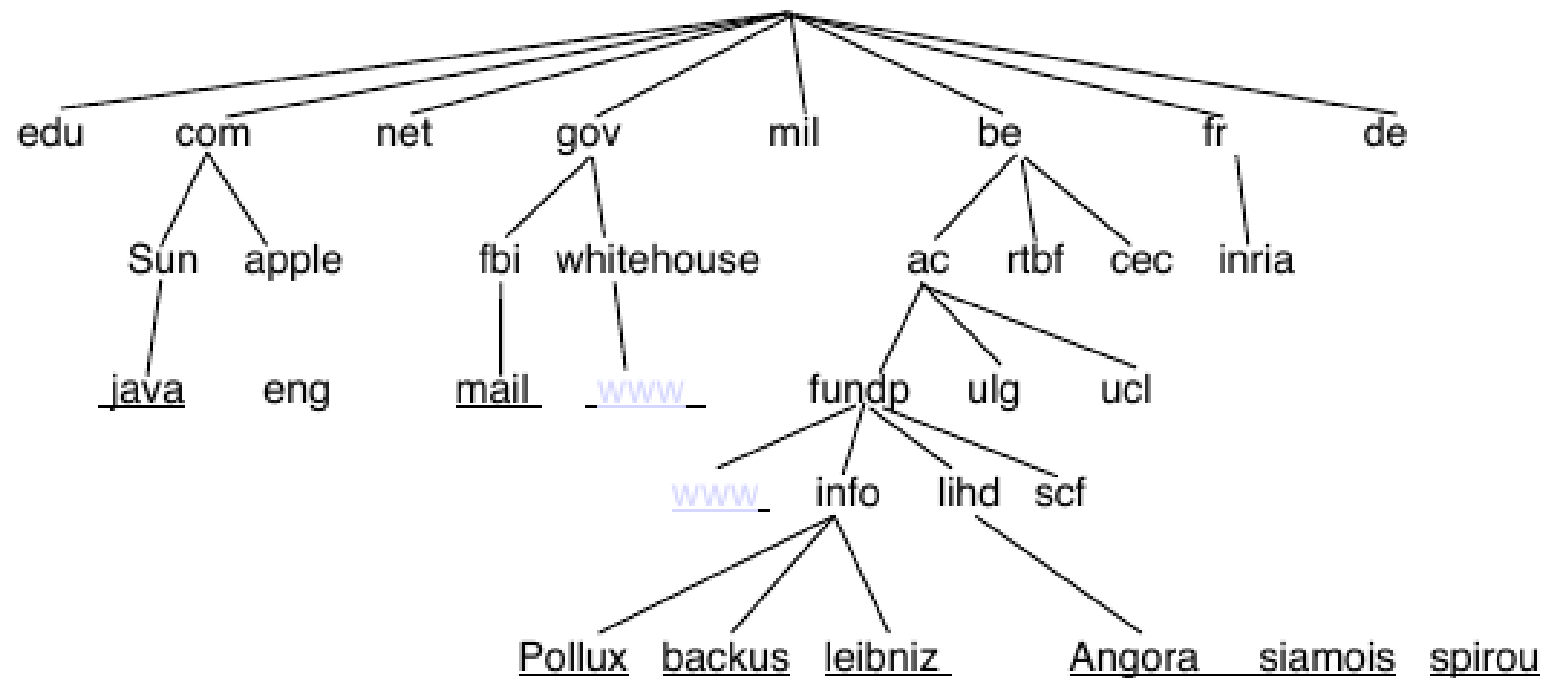 edu com net gov mil be fr de
Sun apple fbi whitehouse ac rtbf cec inria
java eng mail www fundp ulg ucl
www info lihd scf
Pollux backus leibniz Angora siamois spirou